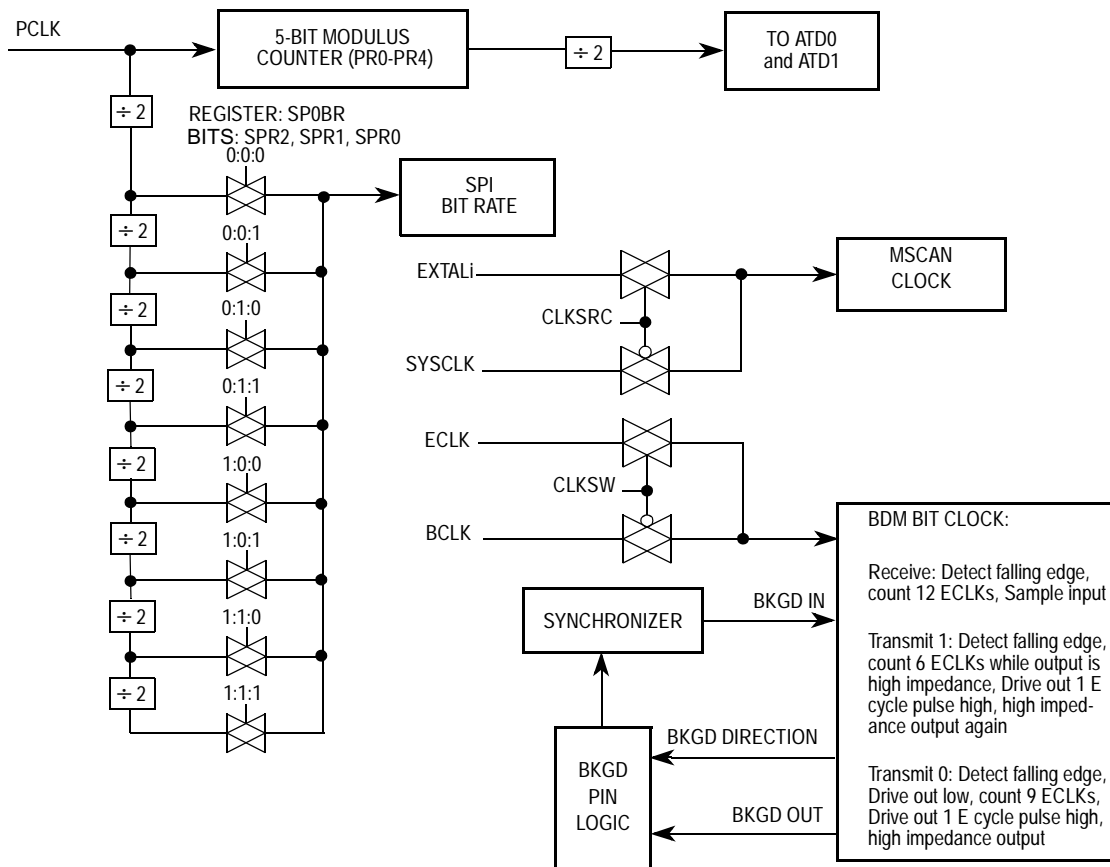 PCLK
5-BIT MODULUS
COUNTER (PR0-PR4)
÷ 2
TO ATD0
and ATD1
÷ 2
REGISTER: SP0BR
BITS: SPR2, SPR1, SPR0
0:0:0
SPI
BIT RATE
÷ 2
0:0:1
÷ 2
0:1:0
÷ 2
0:1:1
÷ 2
1:0:0
÷ 2
1:0:1
÷ 2
1:1:0
÷ 2
1:1:1
EXTALi
MSCAN
CLOCK
CLKSRC
SYSCLK
ECLK
CLKSW
BCLK
BDM BIT CLOCK:
Receive: Detect falling edge,
count 12 ECLKs, Sample input
Transmit 1: Detect falling edge,
count 6 ECLKs while output is
high impedance, Drive out 1 E
cycle pulse high, high imped-
ance output again
Transmit 0: Detect falling edge,
Drive out low, count 9 ECLKs,
Drive out 1 E cycle pulse high,
high impedance output
BKGD IN
SYNCHRONIZER
BKGD DIRECTION
BKGD
PIN
LOGIC
BKGD OUT